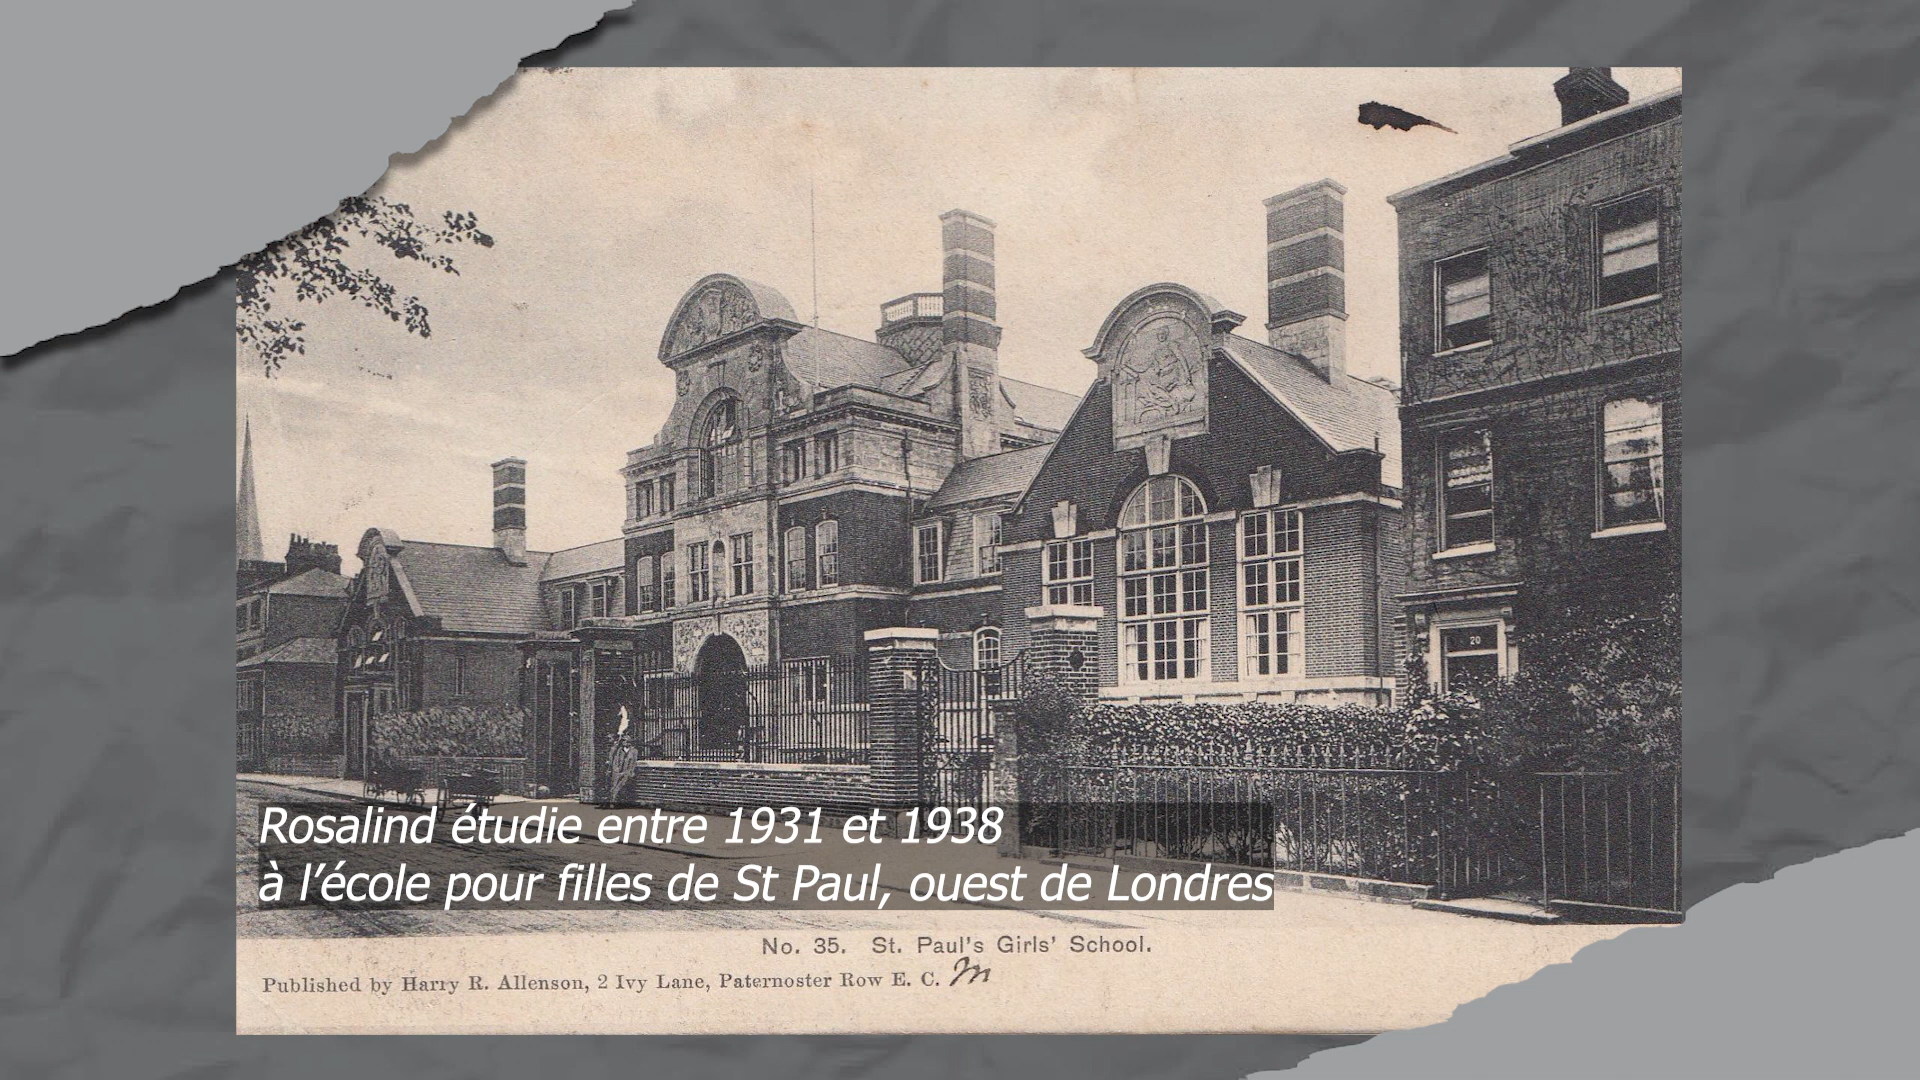 20
Rosalind étudie entre 1931 et 1938
à l'école pour filles de St Paul, ouest de Londres
No. 35. St. Paul's Girls' School.
Published by Harry R. Allenson, 2 Ivy Lane, Paternoster Row E. C. M